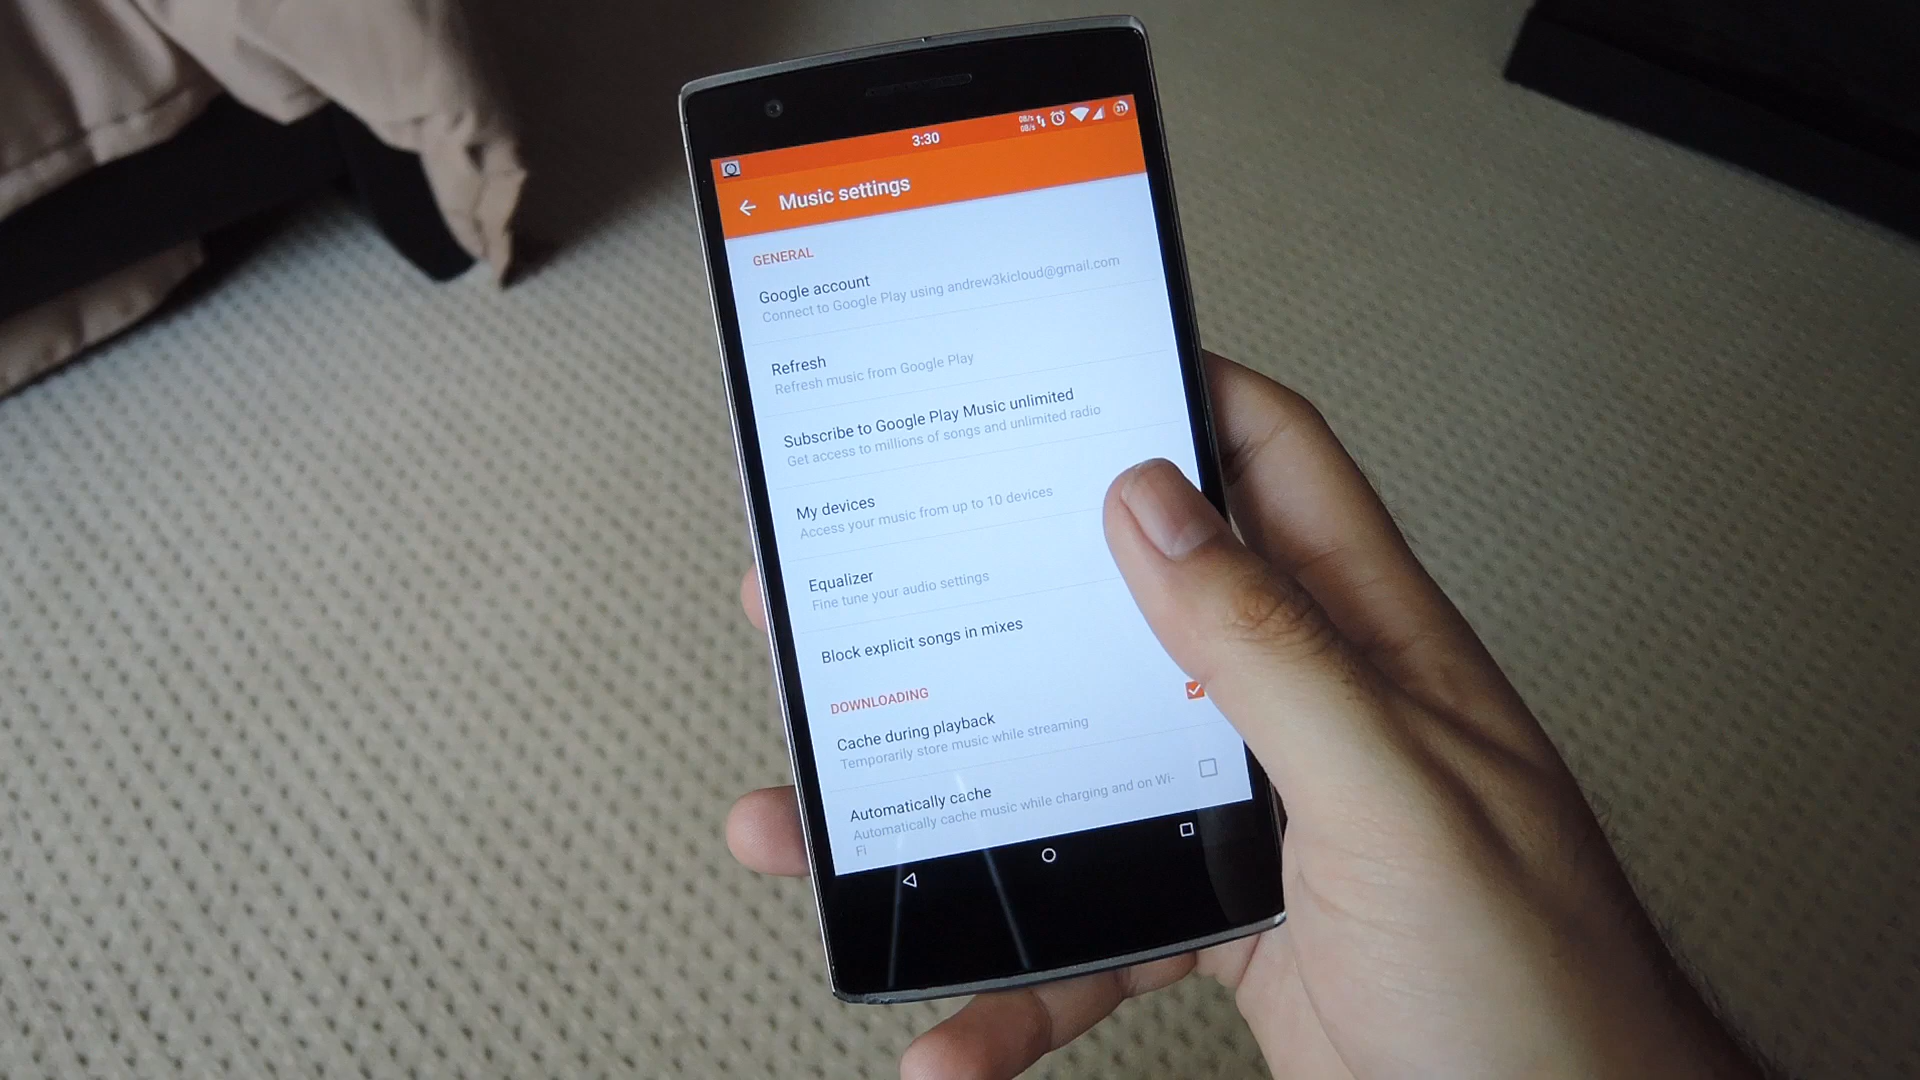 3:30
0B/s
0B/s
31
Music settings
GENERAL
Google account
Connect to Google Play using andrew3kicloud@gmail.com
Refresh
Refresh music from Google Play
Subscribe to Google Play Music unlimited
Get access to millions of songs and unlimited radio
My devices
Access your music from up to 10 devices
Equalizer
Fine tune your audio settings
Block explicit songs in mixes
DOWNLOADING
Cache during playback
Temporarily store music while streaming
Automatically cache
Automatically cache music while charging and on Wi-
Fi